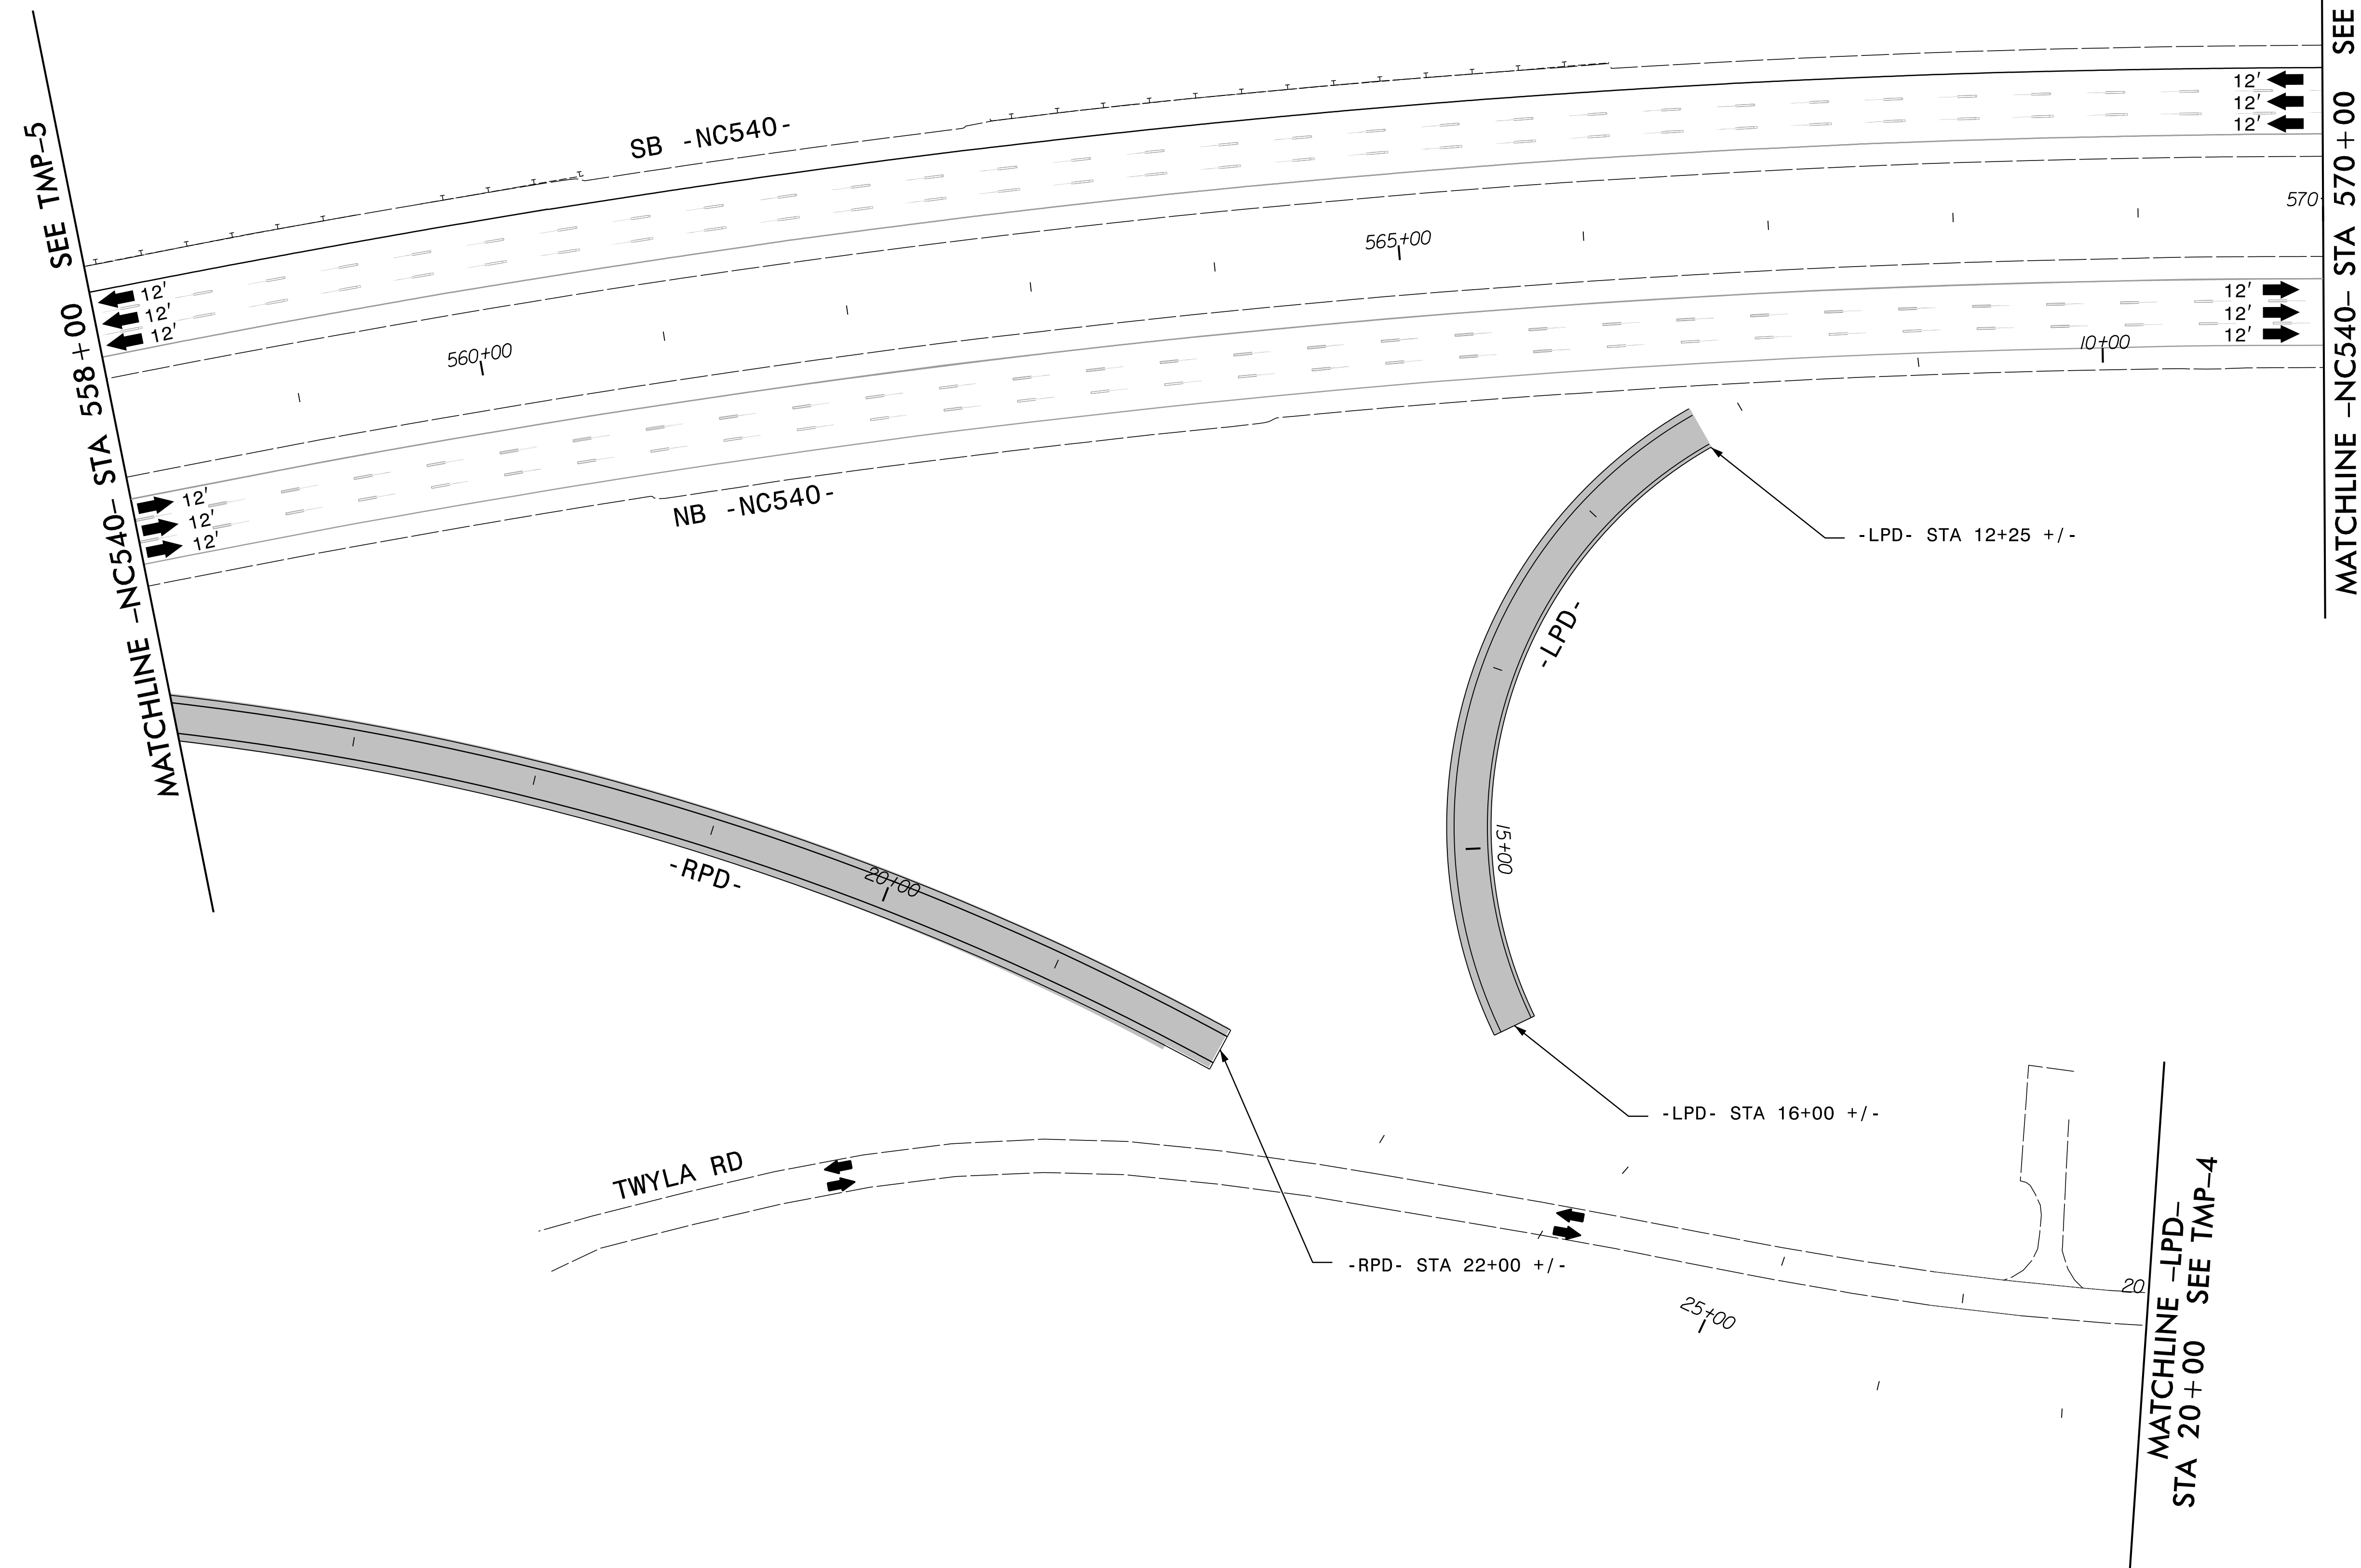 MATCHLINE –NC540– STA 558+00 SEE TMP–5
SB -NC540-
12'
12'
12'
560+00
565+00
570
12'
12'
12'
12'
12'
12'
10+00
12'
12'
12'
NB -NC540-
MATCHLINE –NC540– STA 570+00 SEE
-LPD- STA 12+25 +/-
-LPD-
15+00
-RPD-
20+00
-LPD- STA 16+00 +/-
TWYLA RD
-RPD- STA 22+00 +/-
25+00
20
MATCHLINE –LPD–
STA 20+00 SEE TMP–4